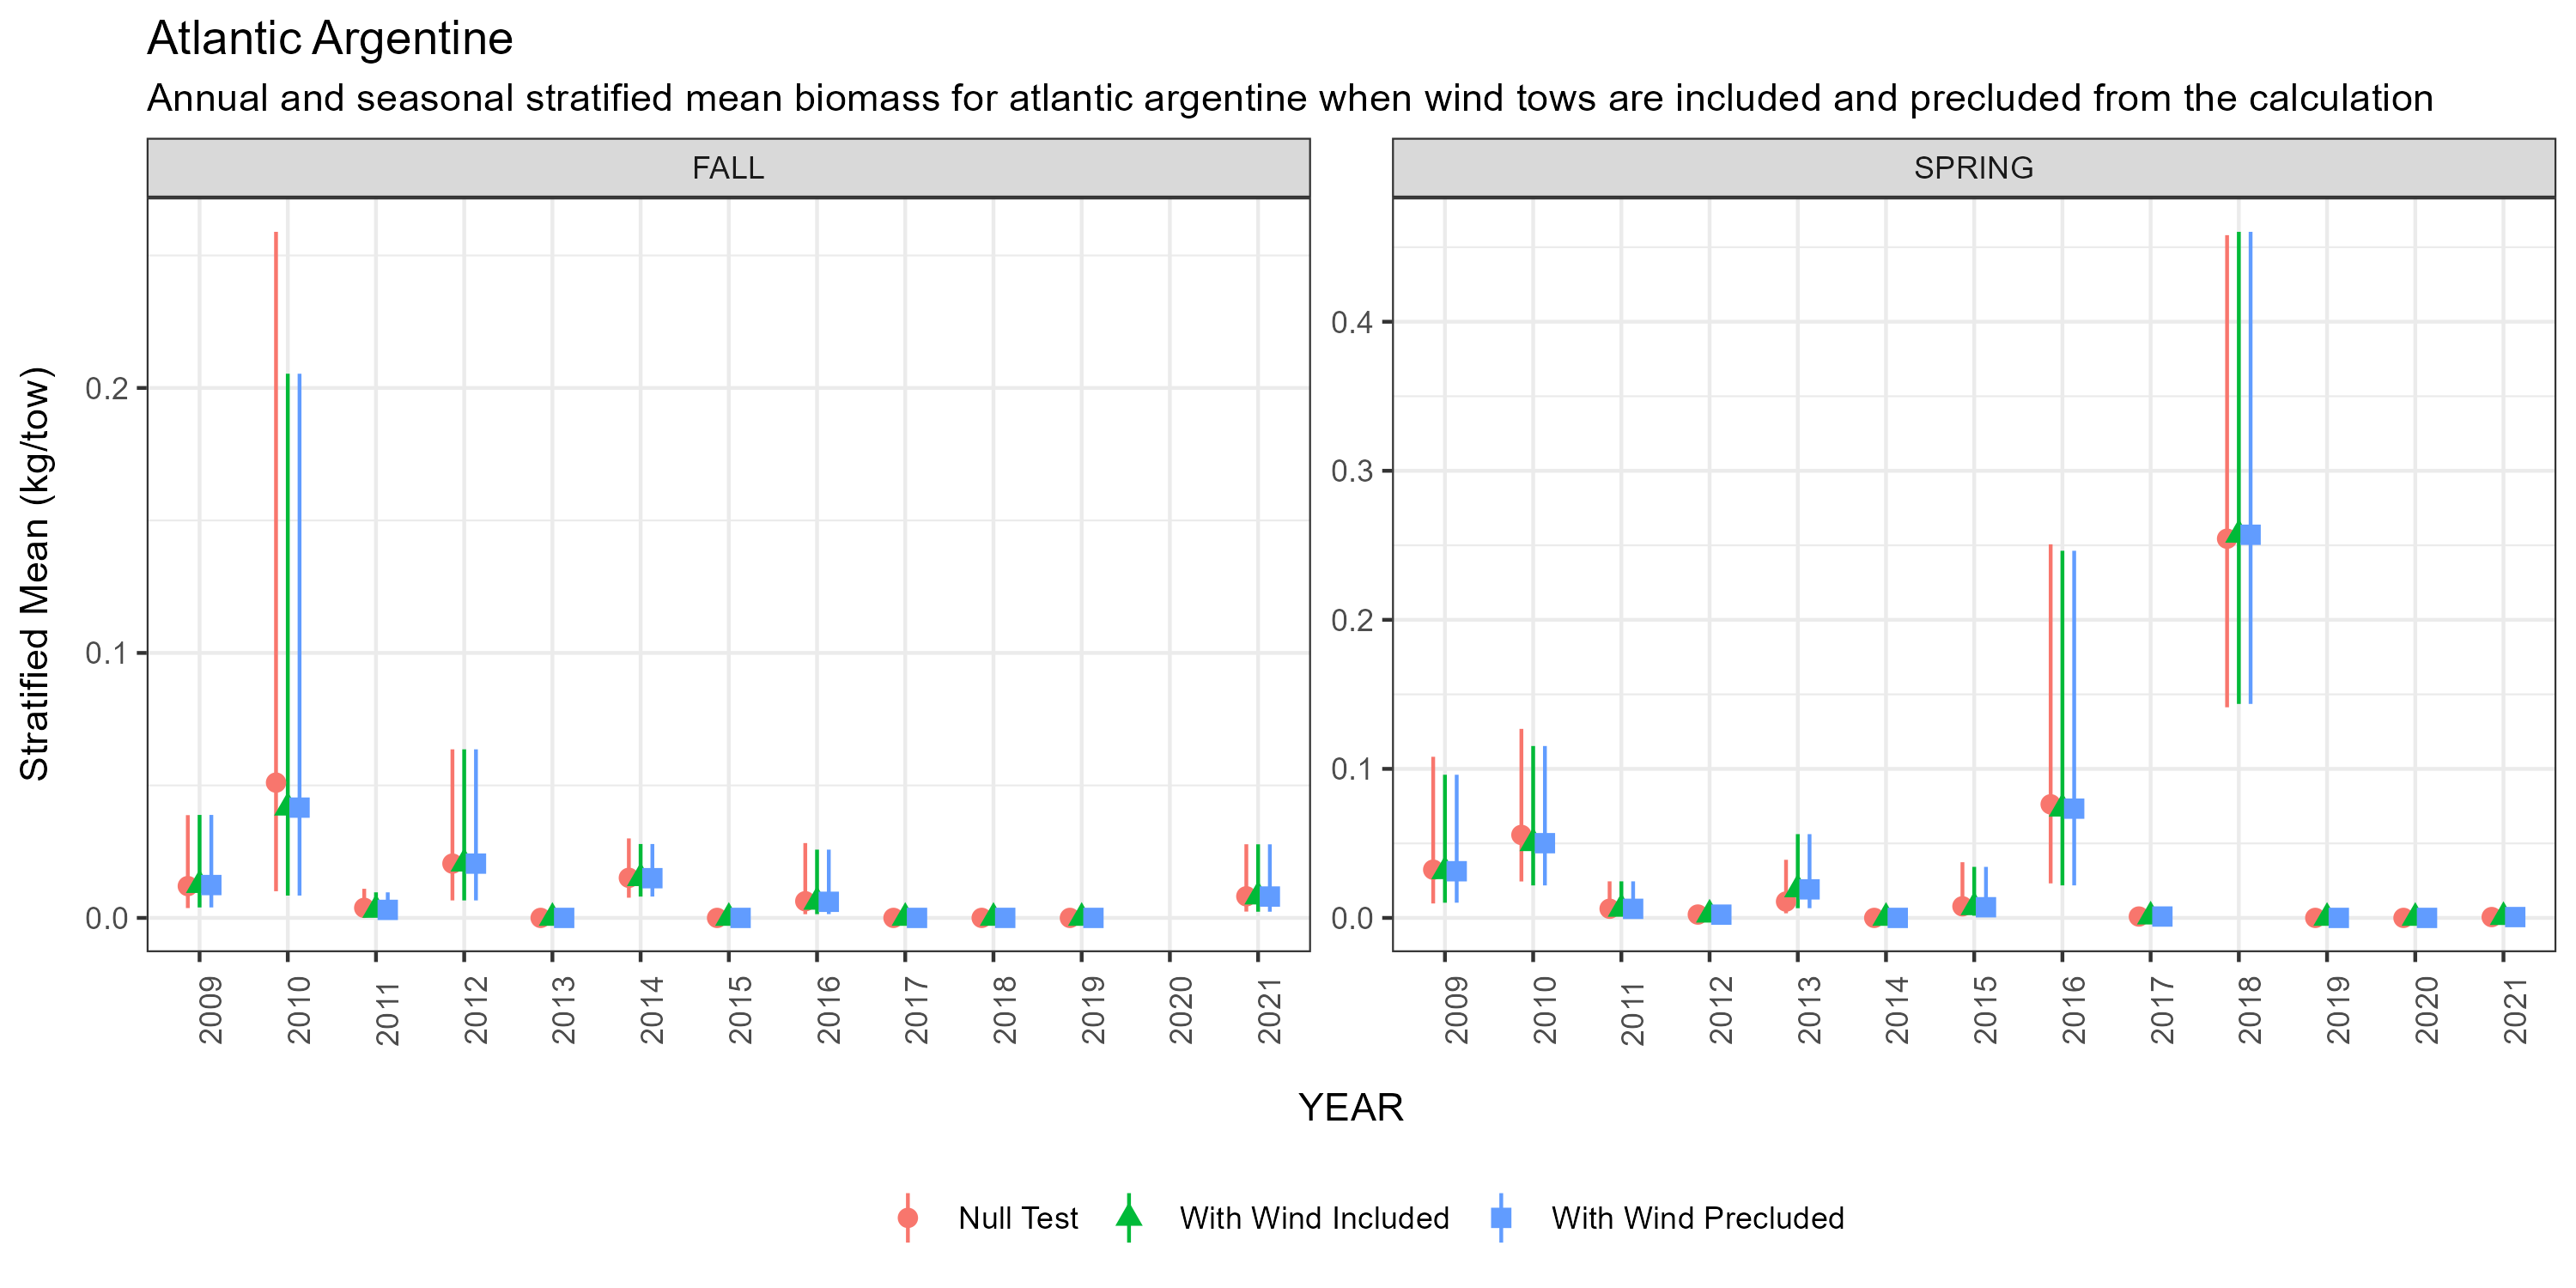 Atlantic Argentine
Annual and seasonal stratified mean biomass for atlantic argentine when wind tows are included and precluded from the calculation
FALL
SPRING
Stratified Mean (kg/tow)
0.2
0.1
0.0
0.4
0.3
0.2
0.1
0.0
2009 2010 2011 2012 2013 2014 2015 2016 2017 2018 2019 2020 2021
2009 2010 2011 2012 2013 2014 2015 2016 2017 2018 2019 2020 2021
YEAR
Null Test With Wind Included With Wind Precluded